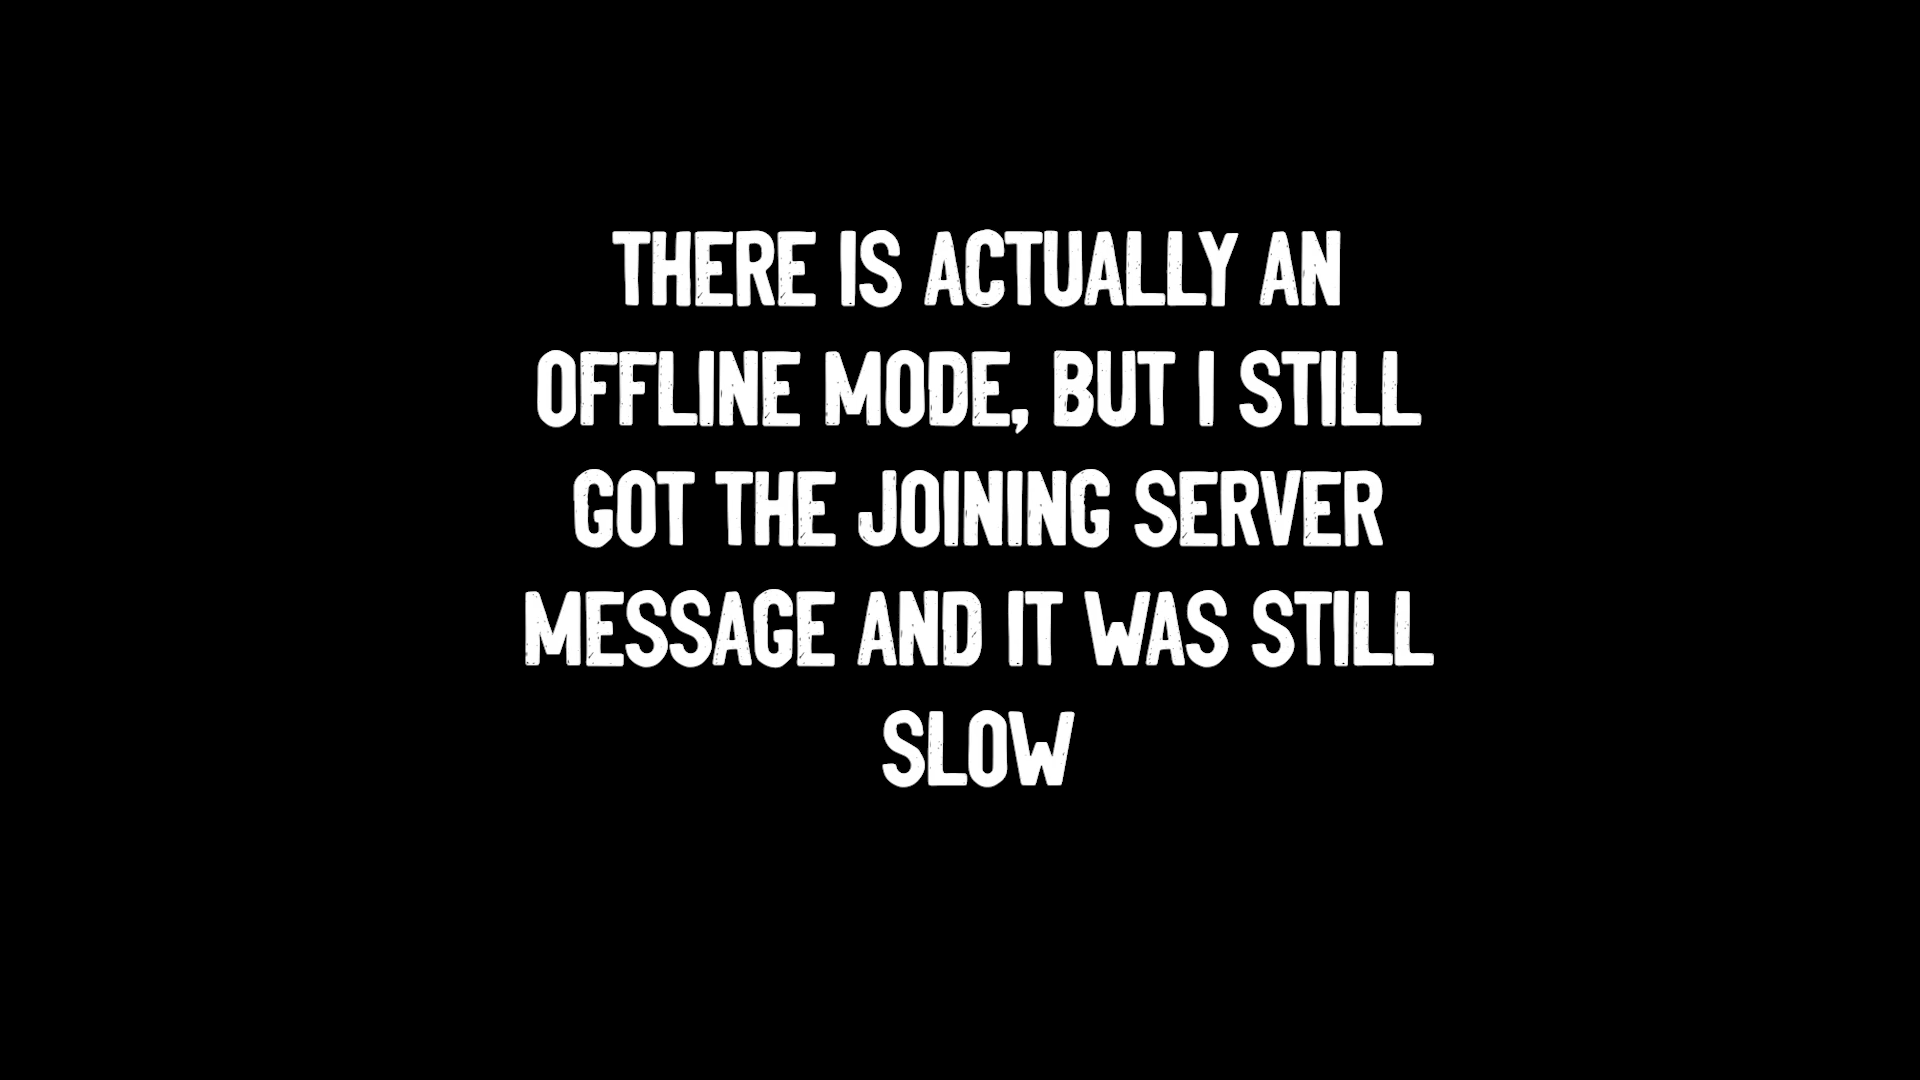 THERE IS ACTUALLY AN
OFFLINE MODE, BUT I STILL
GOT THE JOINING SERVER
MESSAGE AND IT WAS STILL
SLOW